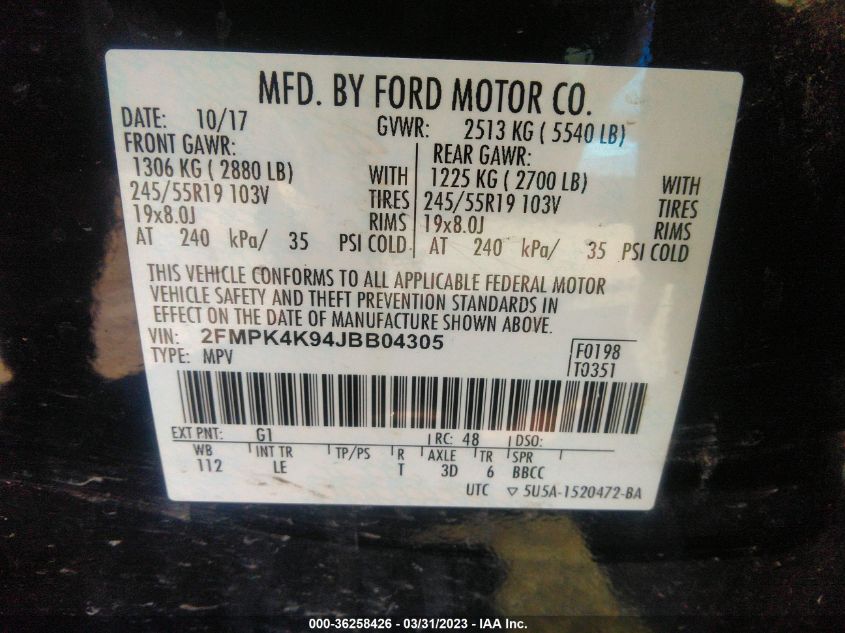 MFD. BY FORD MOTOR CO.
DATE: 10/17 GVWR: 2513 KG ( 5540 LB)
FRONT GAWR: REAR GAWR:
1306 KG ( 2880 LB) WITH 1225 KG ( 2700 LB) WITH
245/55R19 103V TIRES 245/55R19 103V TIRES
19x8.0J RIMS 19x8.0J RIMS
AT 240 kPa/ 35 PSI COLD AT 240 kPa/ 35 PSI COLD
THIS VEHICLE CONFORMS TO ALL APPLICABLE FEDERAL MOTOR
VEHICLE SAFETY AND THEFT PREVENTION STANDARDS IN
EFFECT ON THE DATE OF MANUFACTURE SHOWN ABOVE.
VIN: 2FMPK4K94JBB04305
TYPE: MPV
F0198
T0351
EXT PNT: G1 RC: 48 DSO:
WB INT TR TP/PS R AXLE TR SPR
112 LE T 3D 6 BBCC
UTC ▽ 5U5A-1520472-BA
000-36258426 - 03/31/2023 - IAA Inc.